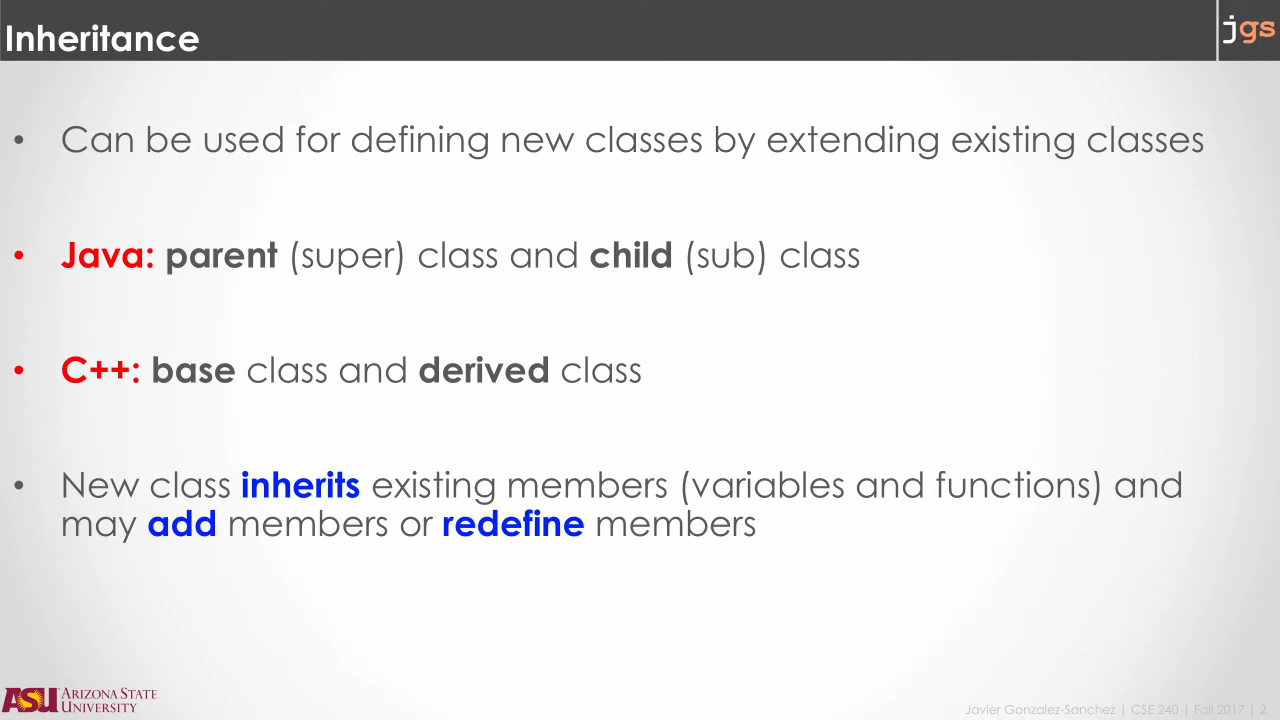 Inheritance
jgs
• Can be used for defining new classes by extending existing classes
• Java: parent (super) class and child (sub) class
• C++: base class and derived class
• New class inherits existing members (variables and functions) and
may add members or redefine members
ASU ARIZONA STATE
UNIVERSITY
Javier Gonzalez-Sanchez | CSE 240 | Fall 2017 | 2